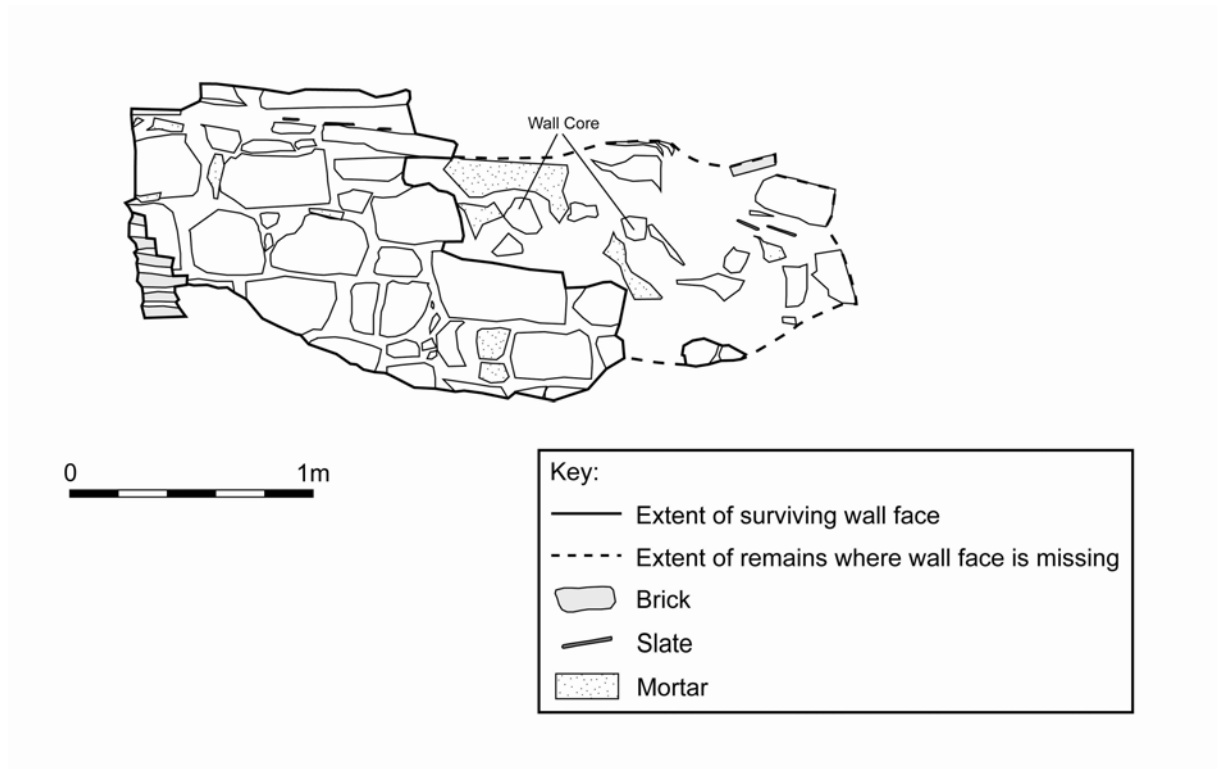 Wall Core
0 1m
Key:
Extent of surviving wall face
Extent of remains where wall face is missing
Brick
Slate
Mortar